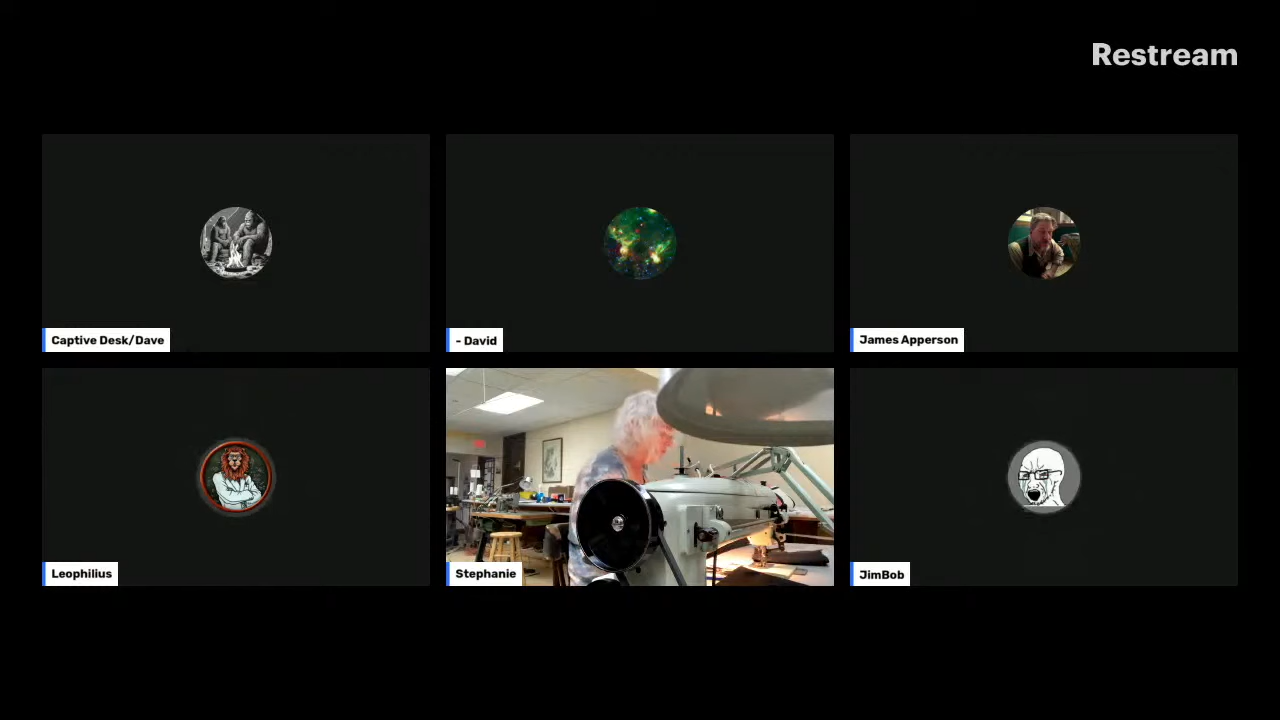 Restream
Captive Desk/Dave
- David
James Apperson
Leophilius
Stephanie
JimBob